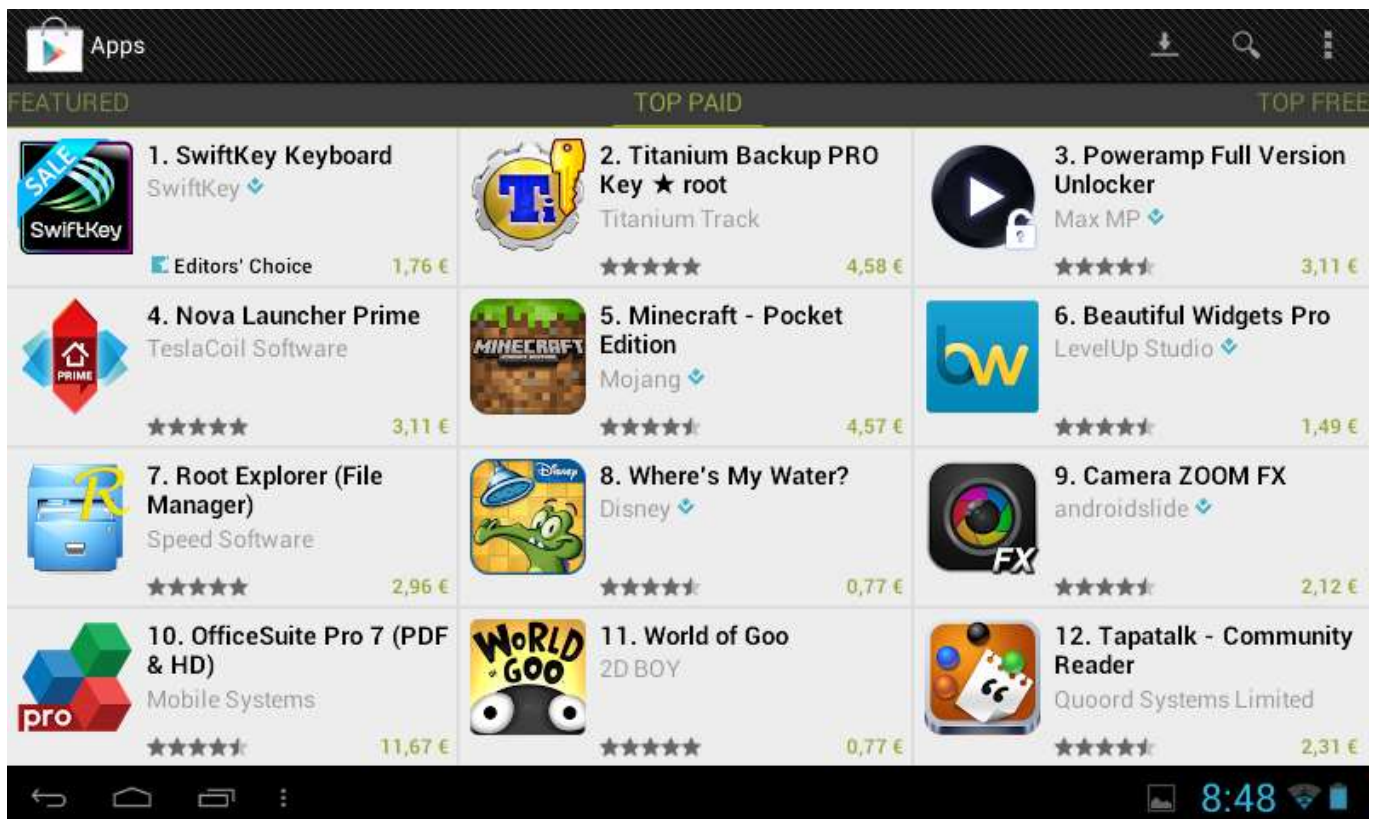 Apps
FEATURED
TOP PAID
TOP FREE
SALE
SwiftKey
1. SwiftKey Keyboard
SwiftKey
Editors' Choice
1,76 €
Ti
2. Titanium Backup PRO
Key ★ root
Titanium Track
4,58 €
3. Poweramp Full Version
Unlocker
Max MP
3,11 €
PRIME
4. Nova Launcher Prime
TeslaCoil Software
3,11 €
MINECRAFT
5. Minecraft - Pocket
Edition
Mojang
4,57 €
bw
6. Beautiful Widgets Pro
LevelUp Studio
1,49 €
R
7. Root Explorer (File
Manager)
Speed Software
2,96 €
Disney
8. Where's My Water?
Disney
0,77 €
FX
9. Camera ZOOM FX
androidslide
2,12 €
pro
10. OfficeSuite Pro 7 (PDF
& HD)
Mobile Systems
11,67 €
WORLD
of
GOO
11. World of Goo
2D BOY
0,77 €
“
12. Tapatalk - Community
Reader
Quoord Systems Limited
2,31 €
8:48